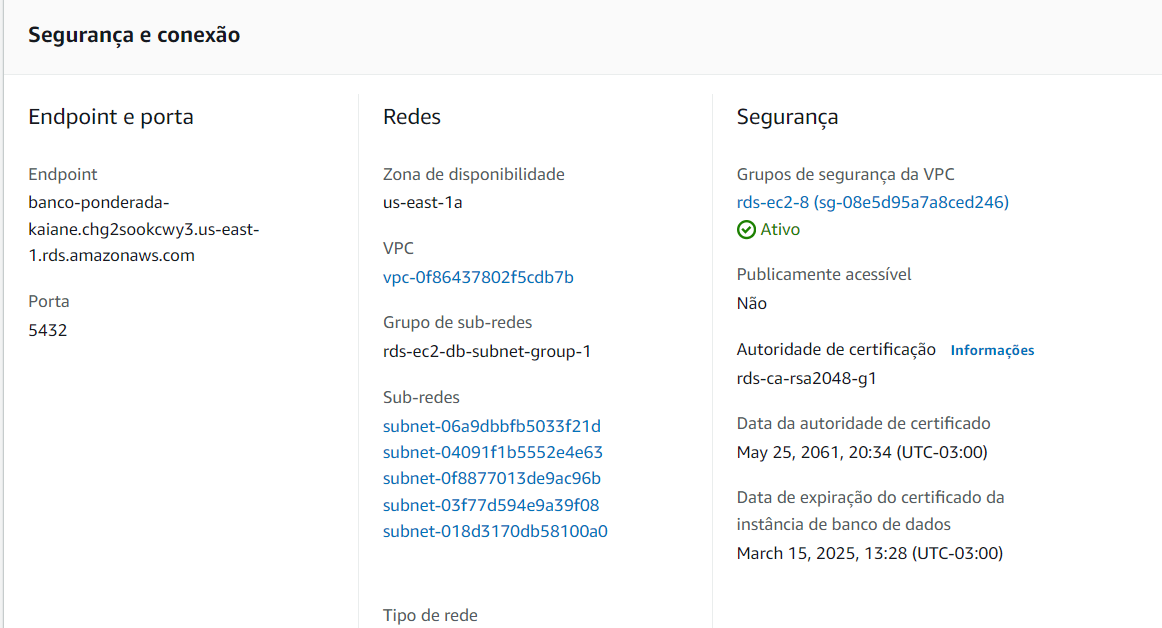 Segurança e conexão
Endpoint e porta
Endpoint
banco-ponderada-
kaiane.chg2sookcwy3.us-east-
1.rds.amazonaws.com
Porta
5432
Redes
Zona de disponibilidade
us-east-1a
VPC
vpc-0f86437802f5cdb7b
Grupo de sub-redes
rds-ec2-db-subnet-group-1
Sub-redes
subnet-06a9dbbfb5033f21d
subnet-04091f1b5552e4e63
subnet-0f8877013de9ac96b
subnet-03f77d594e9a39f08
subnet-018d3170db58100a0
Tipo de rede
Segurança
Grupos de segurança da VPC
rds-ec2-8 (sg-08e5d95a7a8ced246)
Ativo
Publicamente acessível
Não
Autoridade de certificação Informações
rds-ca-rsa2048-g1
Data da autoridade de certificado
May 25, 2061, 20:34 (UTC-03:00)
Data de expiração do certificado da
instância de banco de dados
March 15, 2025, 13:28 (UTC-03:00)